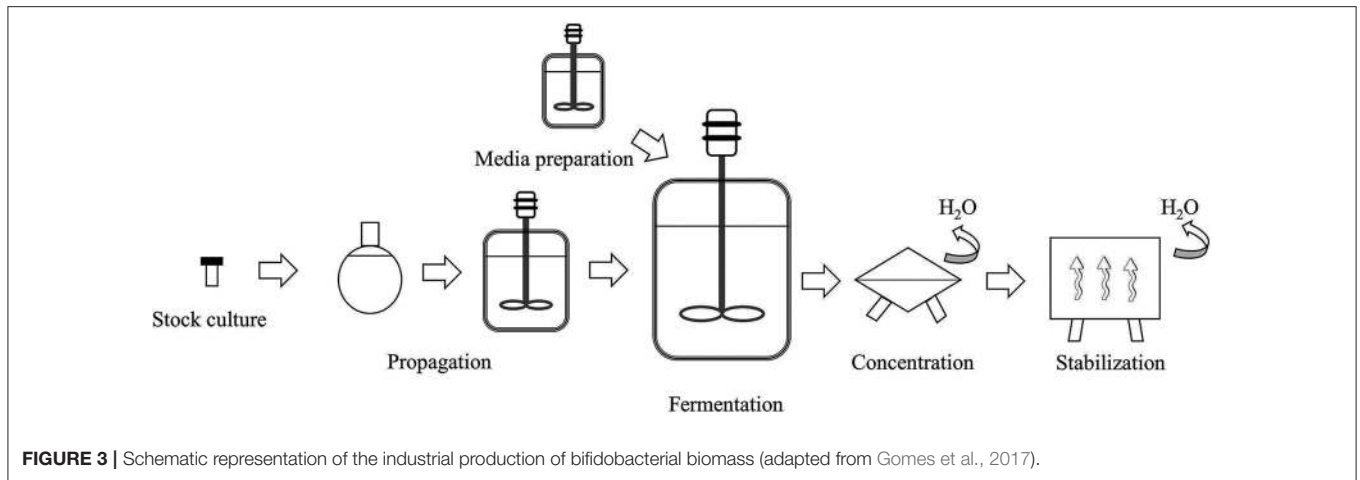 Media preparation
H₂O
H₂O
Stock culture
Propagation
Fermentation
Concentration
Stabilization
FIGURE 3 | Schematic representation of the industrial production of bifidobacterial biomass (adapted from Gomes et al., 2017).